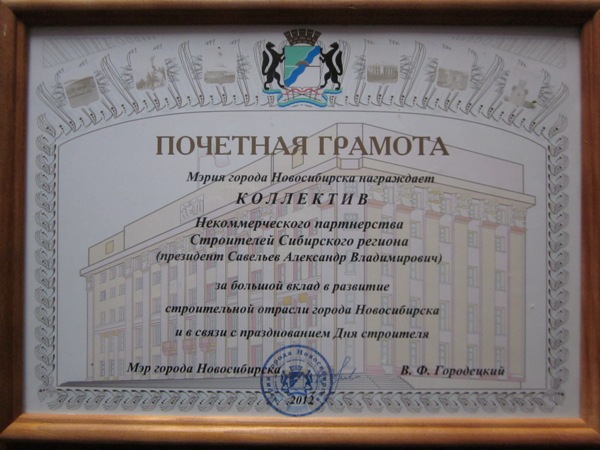 ПОЧЕТНАЯ ГРАМОТА
Мэрия города Новосибирска награждает
КОЛЛЕКТИВ
Некоммерческого партнерства
Строителей Сибирского региона
(президент Савельев Александр Владимирович)
за большой вклад в развитие
строительной отрасли города Новосибирска
и в связи с празднованием Дня строителя
Мэр города Новосибирска
В. Ф. Городецкий
2012